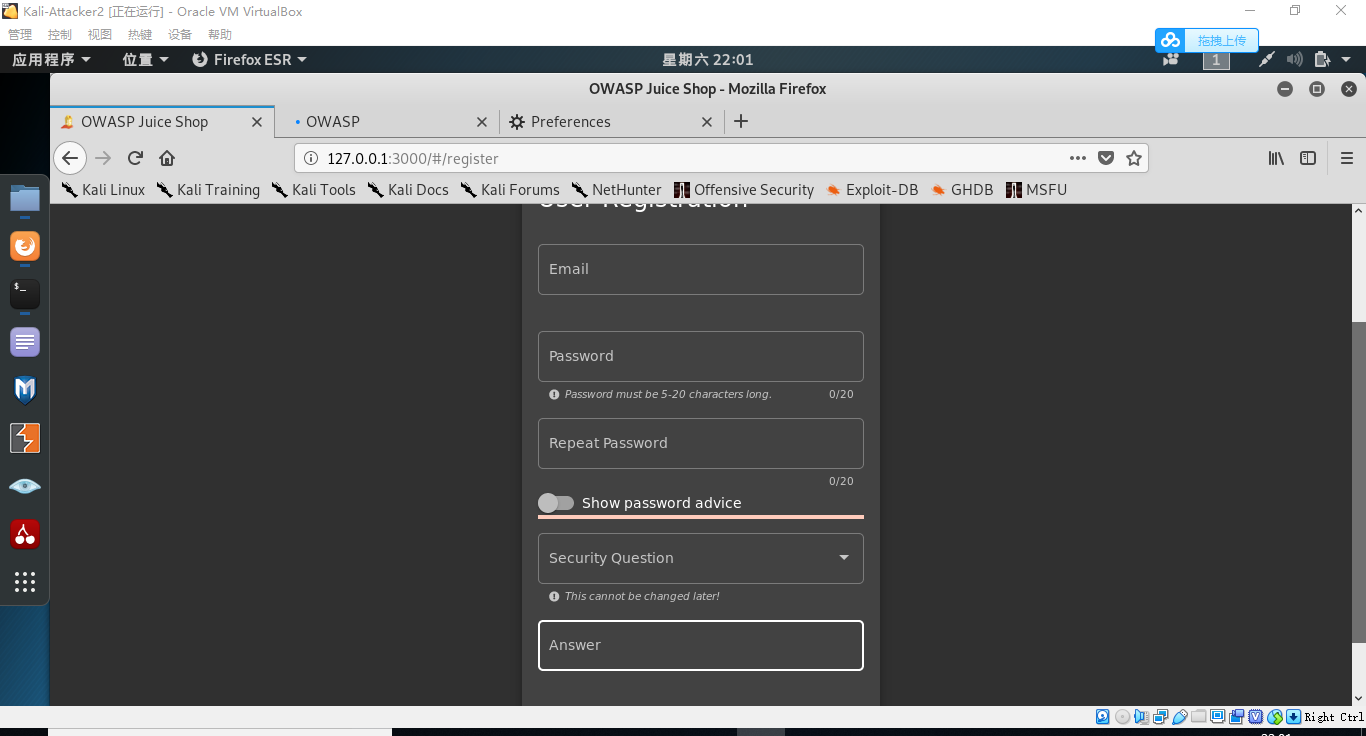 Kali-Attacker2 [正在运行] - Oracle VM VirtualBox
管理 控制 视图 热键 设备 帮助
拖拽上传
应用程序 位置 Firefox ESR 星期六 22:01 1
OWASP Juice Shop - Mozilla Firefox
OWASP Juice Shop OWASP Preferences
127.0.0.1:3000/#/register
Kali Linux Kali Training Kali Tools Kali Docs Kali Forums NetHunter Offensive Security Exploit-DB GHDB MSFU
User Registration
Email
Password
Password must be 5-20 characters long. 0/20
Repeat Password
0/20
Show password advice
Security Question
This cannot be changed later!
Answer
Right Ctrl